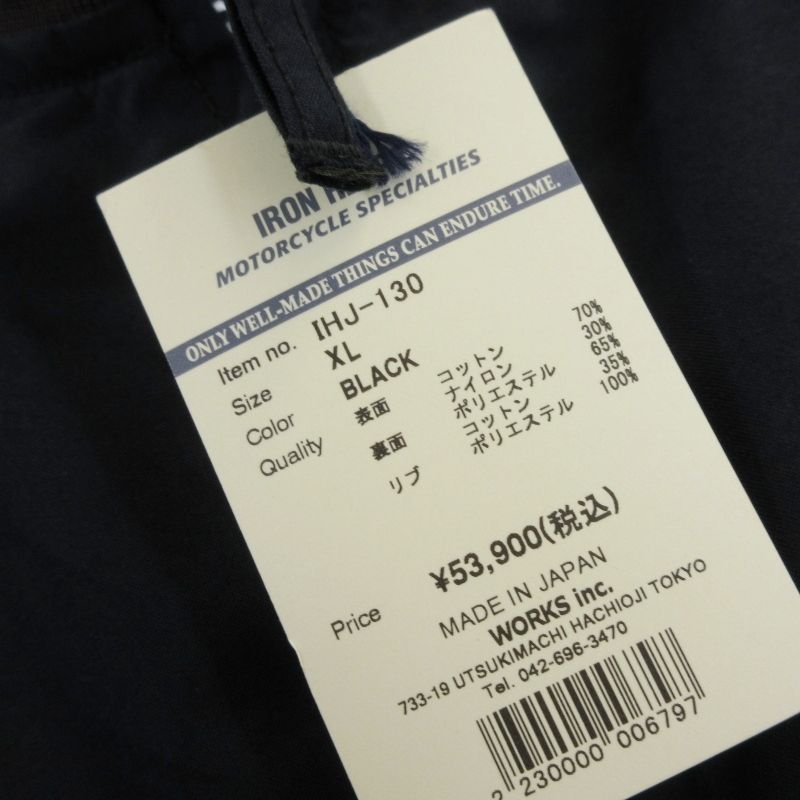 IRON
MOTORCYCLE SPECIALTIES
ONLY WELL-MADE THINGS CAN ENDURE TIME.
Item no. IHJ-130
Size XL
Color BLACK
Quality 表面 コットン 70%
ナイロン 30%
裏面 ポリエステル 65%
コットン 35%
リブ ポリエステル 100%
Price ¥53,900(税込)
MADE IN JAPAN
WORKS inc.
733-19 UTSUKIMACHI HACHIOJI TOKYO
Tel. 042-696-3470
2 230000 006797